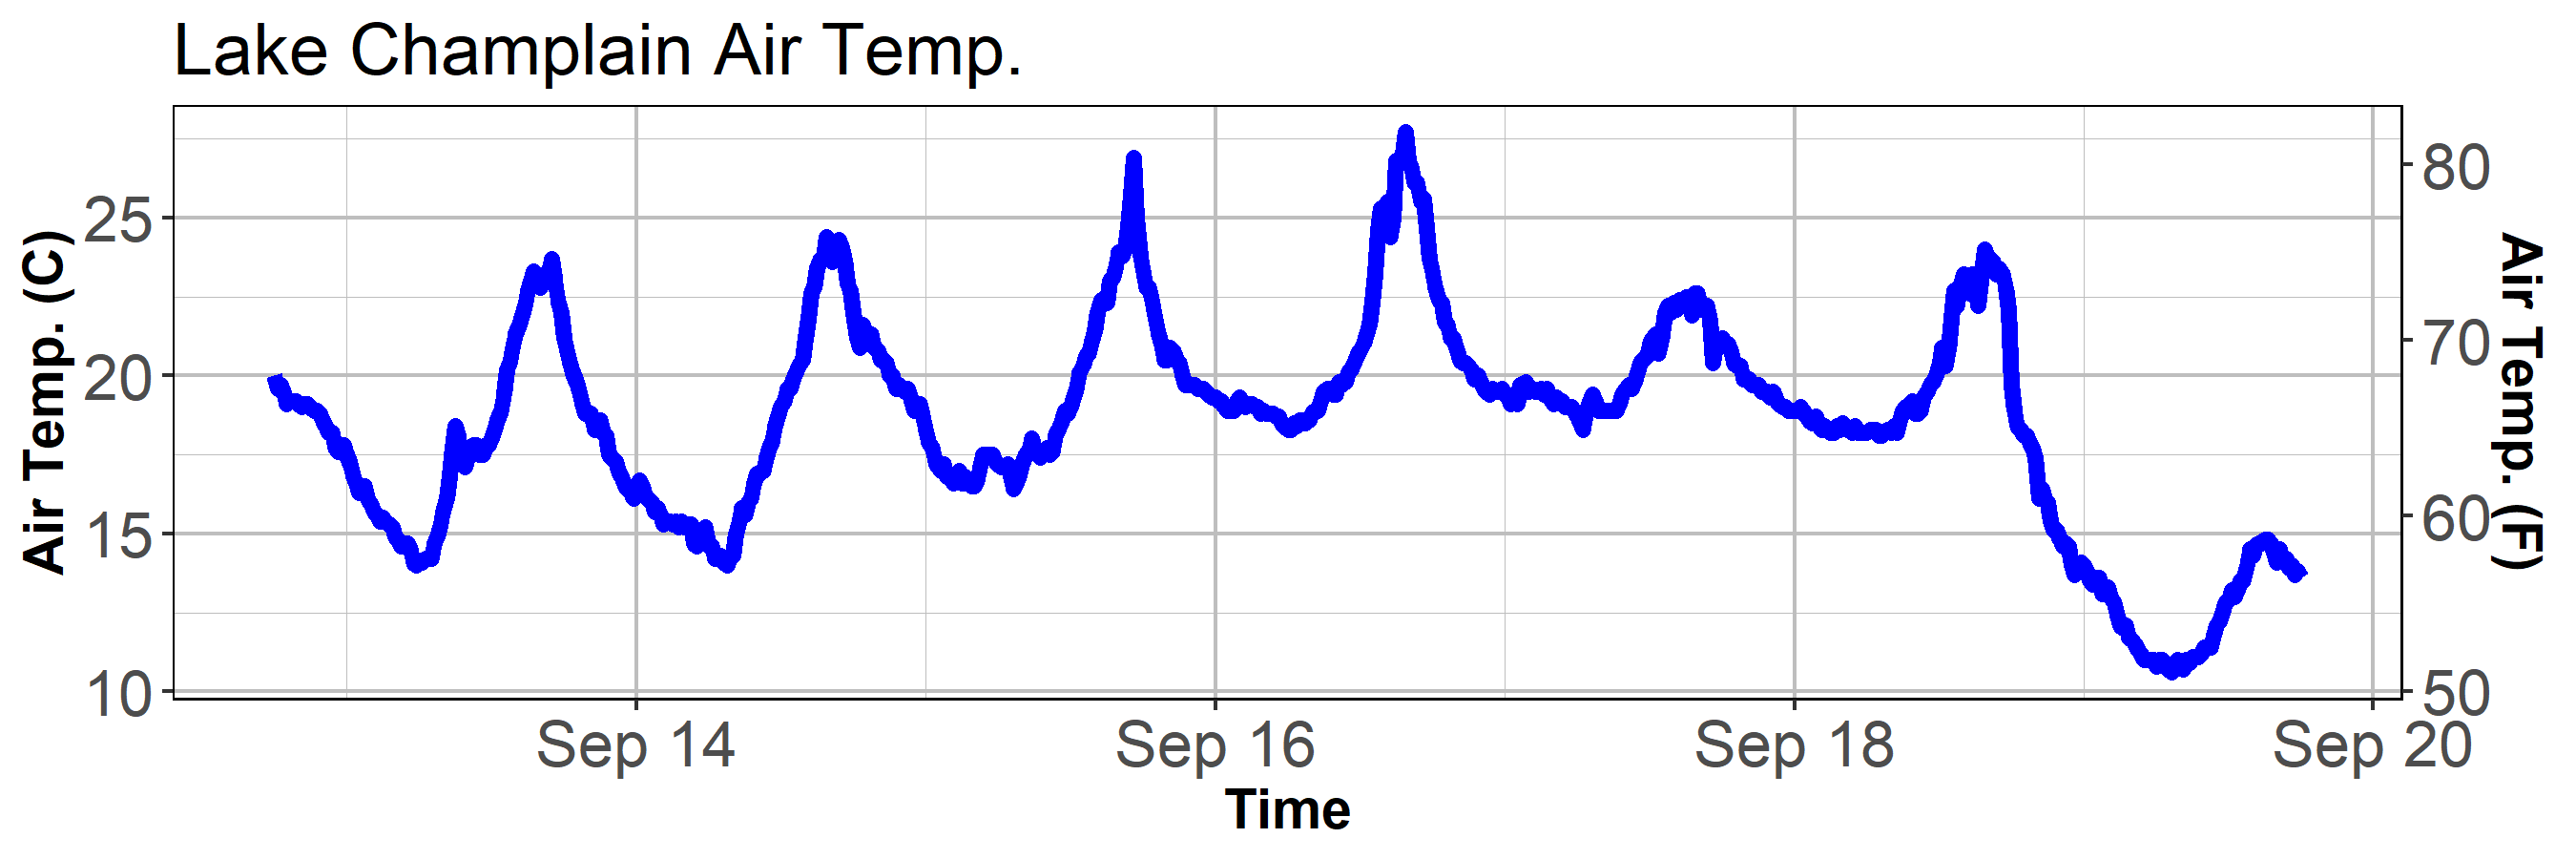 Lake Champlain Air Temp.
Air Temp. (C)
25
20
15
10
80
70
60
50
Air Temp. (F)
Sep 14
Sep 16
Sep 18
Sep 20
Time